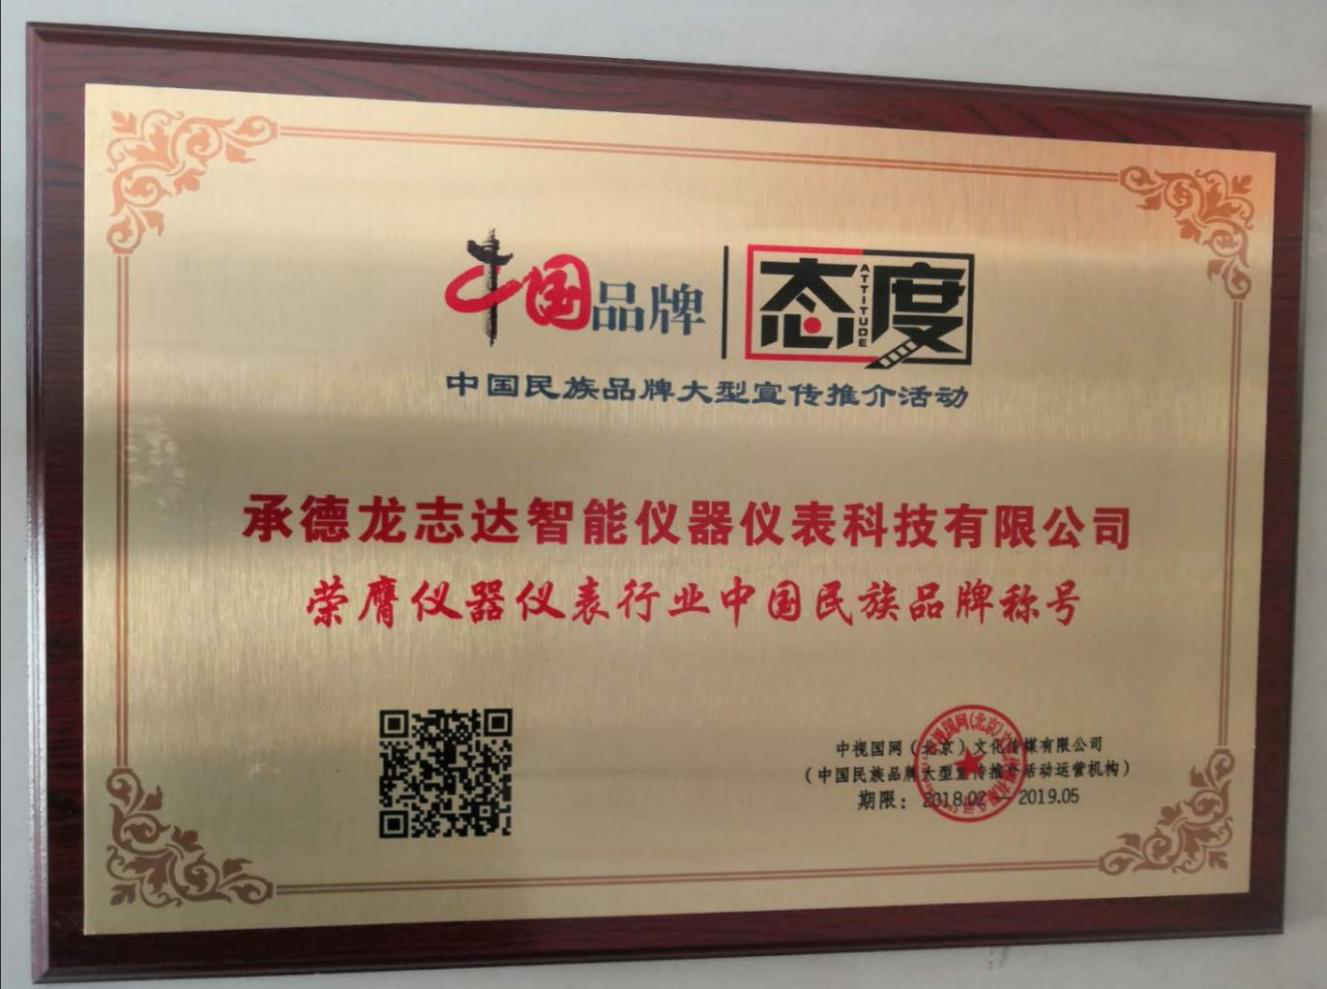 中国品牌
态度
ATTITUDE
中国民族品牌大型宣传推介活动
承德龙志达智能仪器仪表科技有限公司
荣膺仪器仪表行业中国民族品牌称号
中视国网(北京)文化传媒有限公司
(中国民族品牌大型宣传推介活动运营机构)
期限:2018.02—2019.05